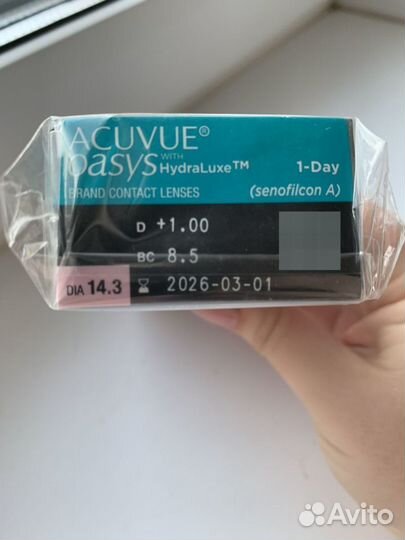 ACUVUE®
oasys WITH HydraLuxe™ 1-Day
BRAND CONTACT LENSES (senofilcon A)
D +1.00
BC 8.5
DIA 14.3 2026-03-01
Avito